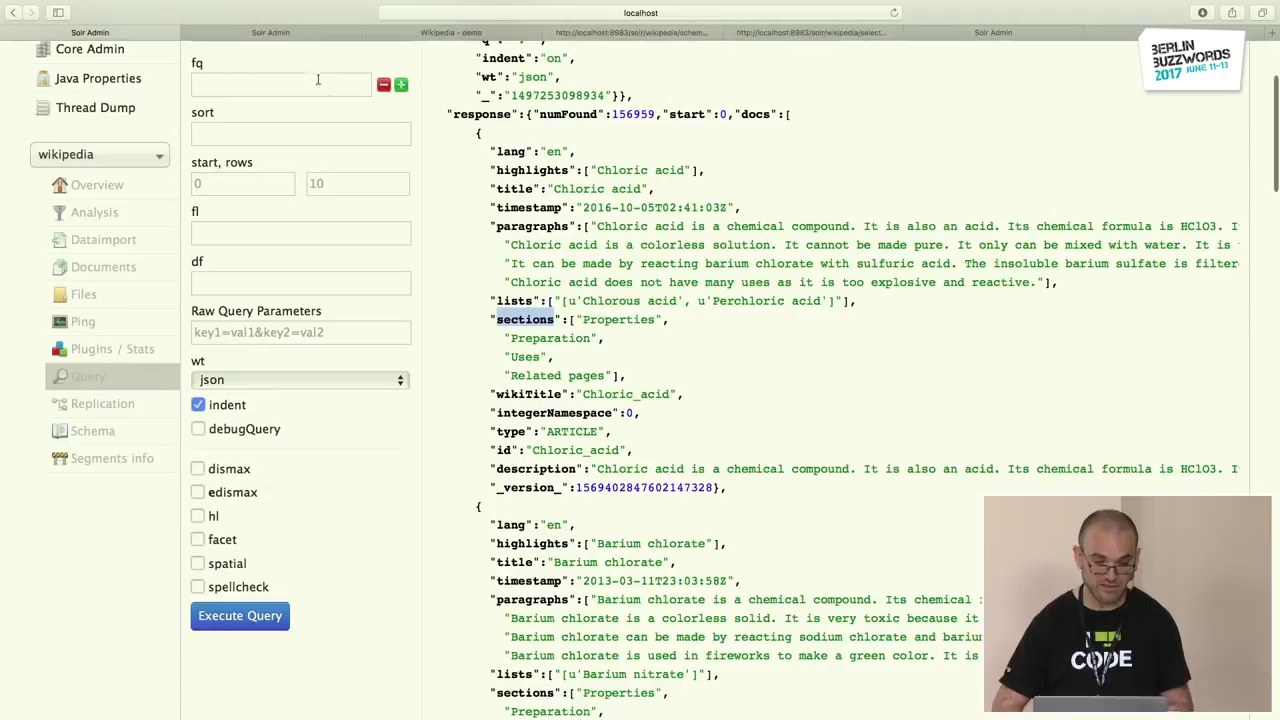 localhost
Solr Admin
Solr Admin
Wikipedia - demo
http://localhost:8983/solr/wikipedia/schem...
http://localhost:8983/solr/wikipedia/select...
Solr Admin
BERLIN
BUZZWORDS
2017 JUNE 11-13
Core Admin
Java Properties
Thread Dump
wikipedia
Overview
Analysis
Dataimport
Documents
Files
Ping
Plugins / Stats
Query
Replication
Schema
Segments info
fq
sort
start, rows
0
10
fl
df
Raw Query Parameters
key1=val1&key2=val2
wt
json
indent
debugQuery
dismax
edismax
hl
facet
spatial
spellcheck
Execute Query
"indent":"on",
"wt":"json",
"_":"1497253098934"}},
"response":{"numFound":156959,"start":0,"docs":[
{
"lang":"en",
"highlights":["Chloric acid"],
"title":"Chloric acid",
"timestamp":"2016-10-05T02:41:03Z",
"paragraphs":["Chloric acid is a chemical compound. It is also an acid. Its chemical formula is HClO3. I
"Chloric acid is a colorless solution. It cannot be made pure. It only can be mixed with water. It is
"It can be made by reacting barium chlorate with sulfuric acid. The insoluble barium sulfate is filter
"Chloric acid does not have many uses as it is too explosive and reactive."],
"lists":["[u'Chlorous acid', u'Perchloric acid']"],
"sections":["Properties",
"Preparation",
"Uses",
"Related pages"],
"wikiTitle":"Chloric_acid",
"integerNamespace":0,
"type":"ARTICLE",
"id":"Chloric_acid",
"description":"Chloric acid is a chemical compound. It is also an acid. Its chemical formula is HClO3. I
"_version_":1569402847602147328},
{
"lang":"en",
"highlights":["Barium chlorate"],
"title":"Barium chlorate",
"timestamp":"2013-03-11T23:03:58Z",
"paragraphs":["Barium chlorate is a chemical compound. Its chemical
"Barium chlorate is a colorless solid. It is very toxic because it
"Barium chlorate can be made by reacting sodium chlorate and barium
"Barium chlorate is used in fireworks to make a green color. It is
"lists":["[u'Barium nitrate']"],
"sections":["Properties",
"Preparation",
CODE